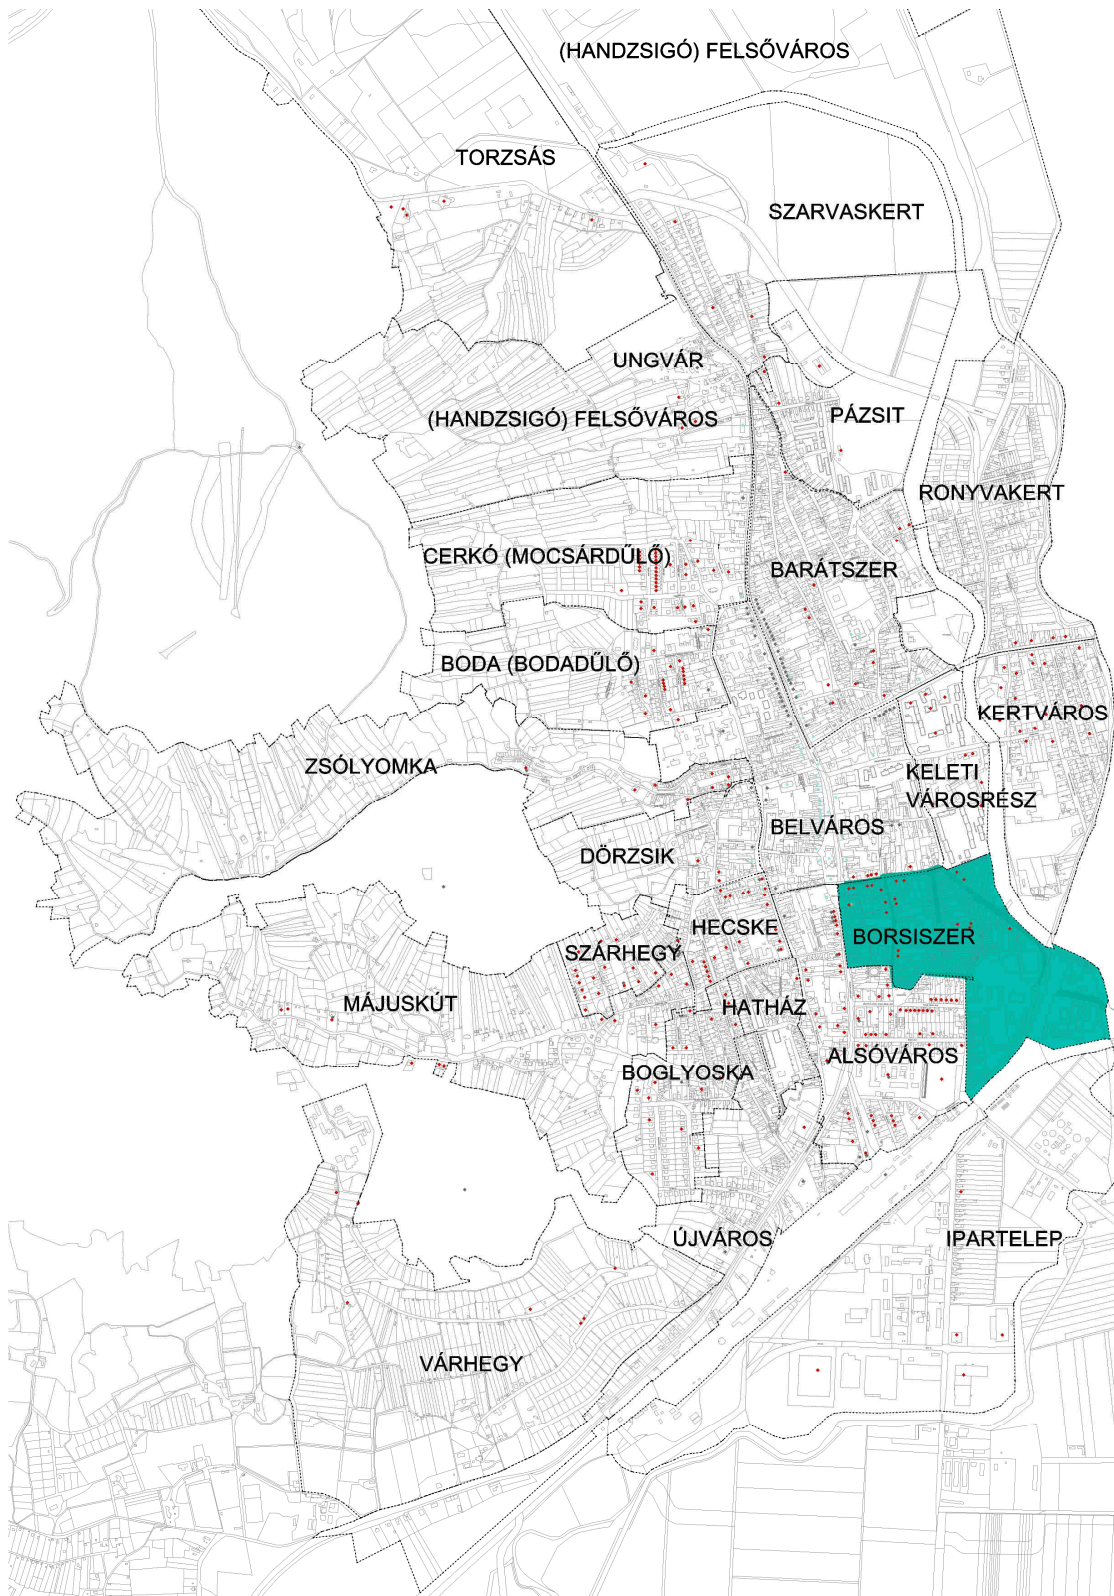 (HANDZSIGÓ) FELSŐVÁROS
TORZSÁS
SZARVASKERT
UNGVÁR
(HANDZSIGÓ) FELSŐVÁROS
PÁZSIT
RONYVAKERT
CERKÓ (MOCSÁRDŰLŐ)
BARÁTSZER
BODA (BODADŰLŐ)
KERTVÁROS
ZSÓLYOMKA
KELETI
VÁROSRÉSZ
BELVÁROS
DÖRZSIK
HECSKE
BORSISZER
SZÁRHEGY
MÁJUSKÚT
HATHÁZ
ALSÓVÁROS
BOGLYOSKA
ÚJVÁROS
IPARTELEP
VÁRHEGY